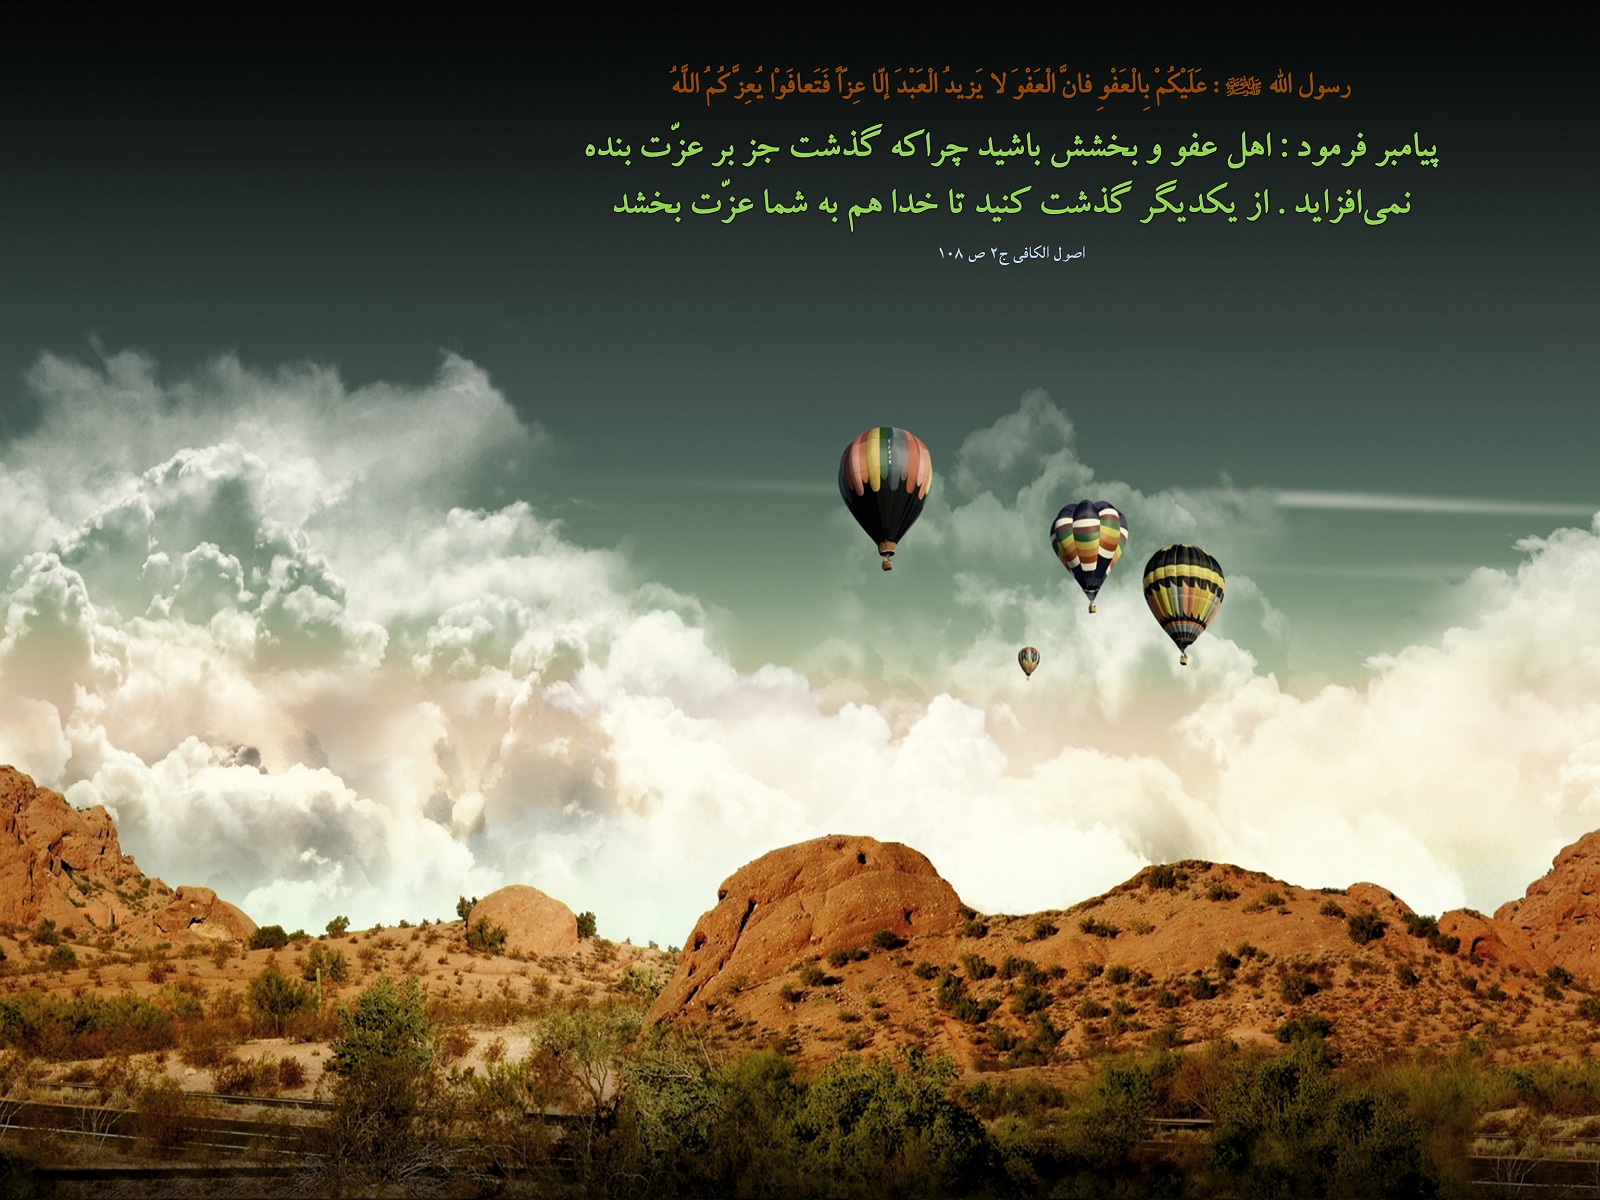 رسول الله ﷺ : عَلَيْكُمْ بِالْعَفْوِ فانَّ الْعَفْوَ لا يَزيدُ الْعَبْدَ إلّا عِزّاً فَتَعافَوْا يُعِزَّكُمُ اللَّهُ
پیامبر فرمود : اهل عفو و بخشش باشید چراکه گذشت جز بر عزّت بنده
نمی‌افزاید . از یکدیگر گذشت کنید تا خدا هم به شما عزّت بخشد
اصول الکافی ج۲ ص ۱۰۸